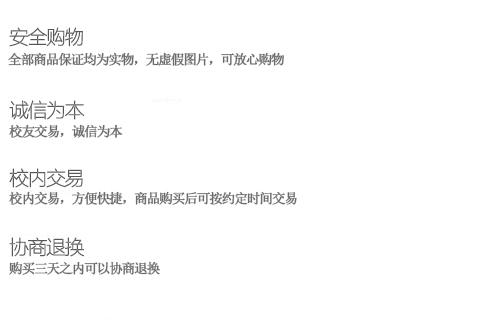 安全购物
全部商品保证均为实物，无虚假图片，可放心购物
诚信为本
校友交易，诚信为本
校内交易
校内交易，方便快捷，商品购买后可按约定时间交易
协商退换
购买三天之内可以协商退换